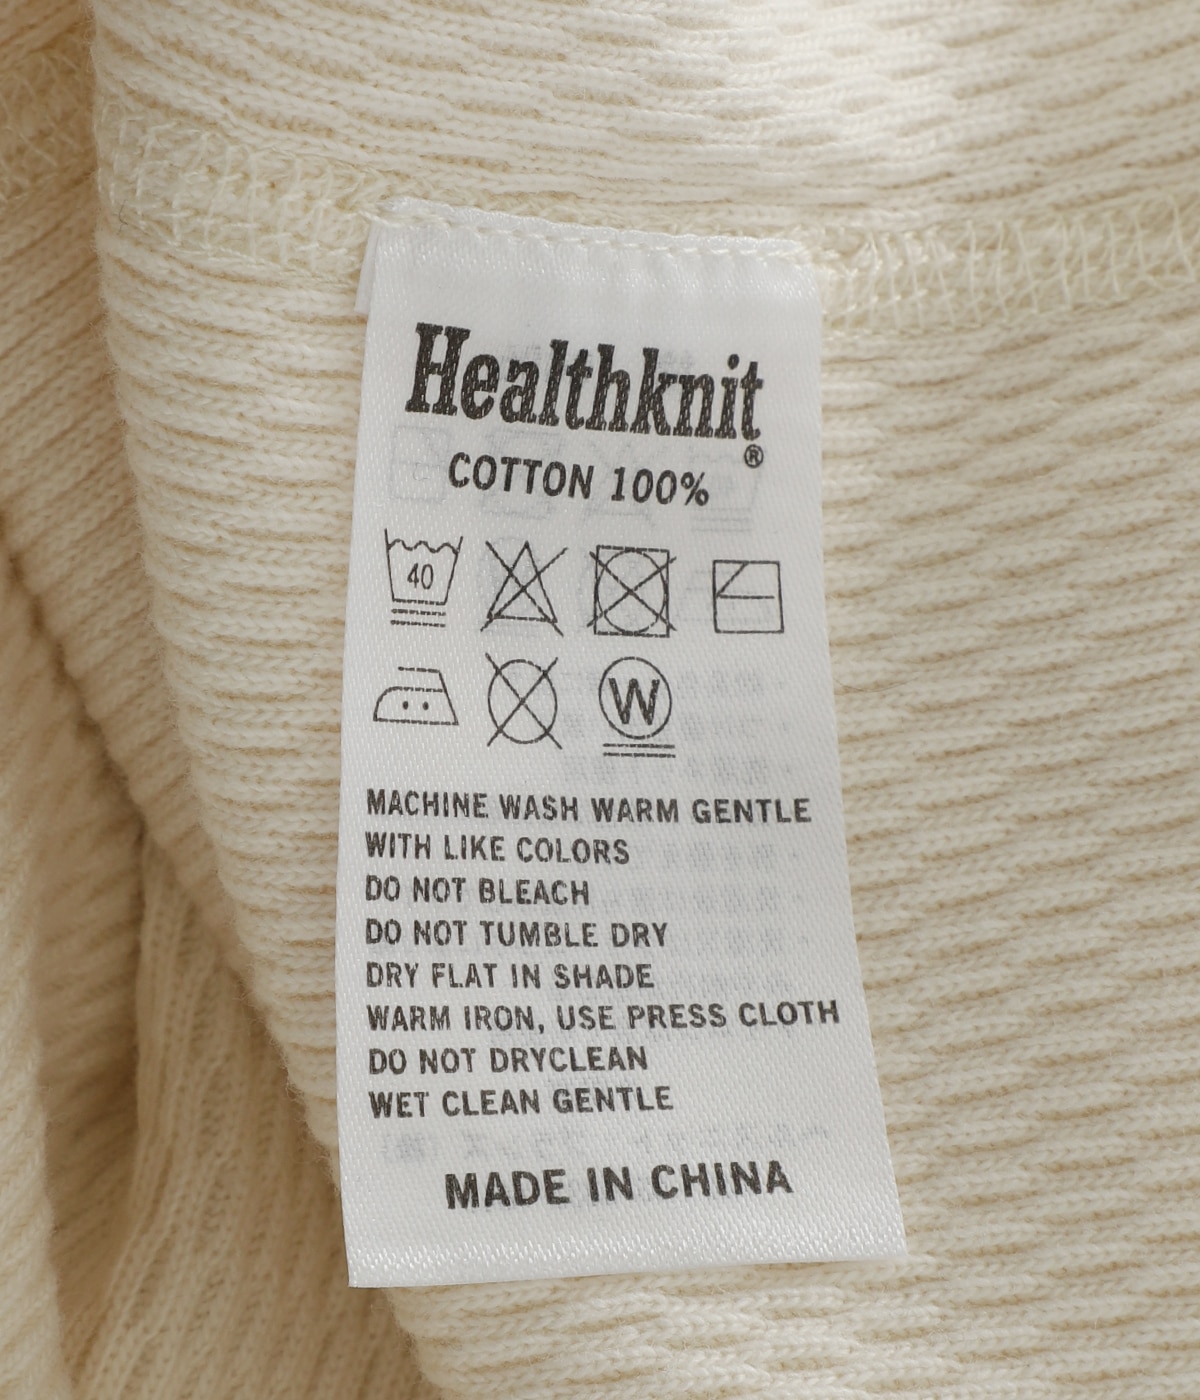 Healthknit®
COTTON 100%
40
W
MACHINE WASH WARM GENTLE
WITH LIKE COLORS
DO NOT BLEACH
DO NOT TUMBLE DRY
DRY FLAT IN SHADE
WARM IRON, USE PRESS CLOTH
DO NOT DRYCLEAN
WET CLEAN GENTLE
MADE IN CHINA